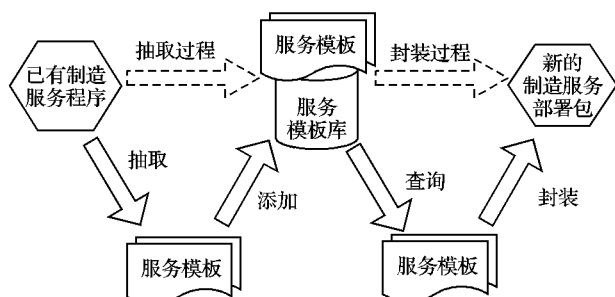 已有制造
服务程序
抽取过程
服务模板
服务
模板库
封装过程
新的
制造服务
部署包
抽取
添加
查询
封装
服务模板
服务模板